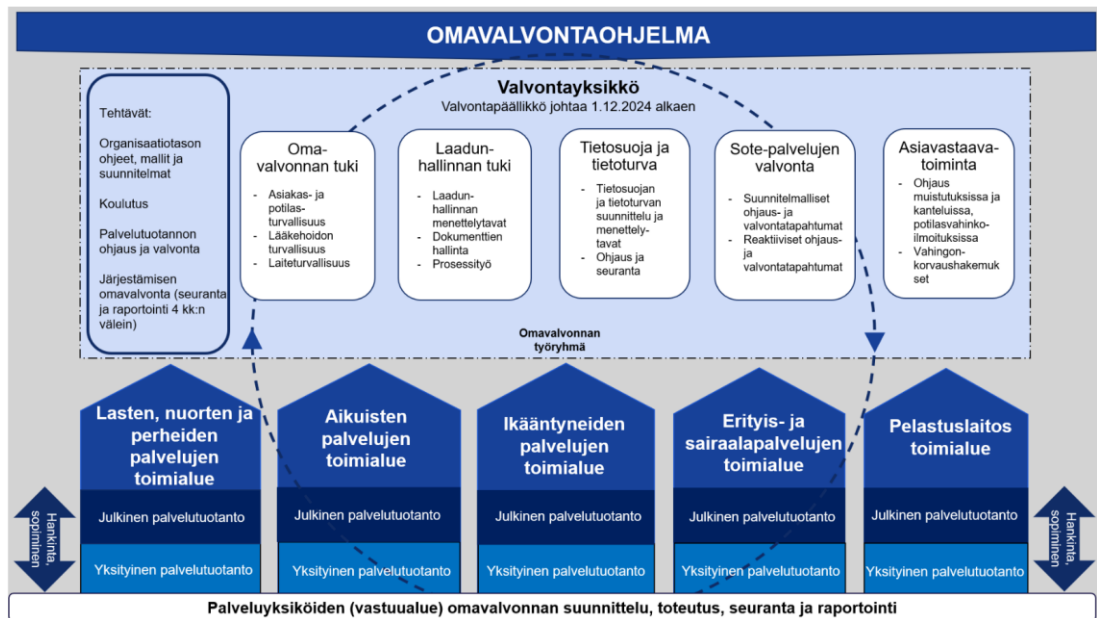 OMAVALVONTAOHJELMA
Valvontayksikkö
Valvontapäällikkö johtaa 1.12.2024 alkaen
Tehtävät:
Organisaatiotason
ohjeet, mallit ja
suunnitelmat
Koulutus
Palvelutuotannon
ohjaus ja valvonta
Järjestämisen
omavalvonta (seuranta
ja raportointi 4 kk:n
välein)
Oma-
valvonnan tuki
- Asiakas- ja
potilas-
turvallisuus
- Lääkehoidon
turvallisuus
- Laiteturvallisuus
Laadun-
hallinnan tuki
- Laadun-
hallinnan
menettelytavat
- Dokumenttien
hallinta
- Prosessityö
Tietosuoja ja
tietoturva
- Tietosuojan
ja tietoturvan
suunnittelu ja
menettely-
tavat
- Ohjaus ja
seuranta
Sote-palvelujen
valvonta
- Suunnitelmalliset
ohjaus- ja
valvontatapahtumat
- Reaktiiviset ohjaus-
ja
valvontatapahtumat
Asiavastaava-
toiminta
- Ohjaus
muistutuksissa ja
kanteluissa,
potilasvahinko-
ilmoituksissa
- Vahingon-
korvaushakemuk
set
Omavalvonnan
työryhmä
Lasten, nuorten ja
perheiden
palvelujen
toimialue
Aikuisten
palvelujen
toimialue
Ikääntyneiden
palvelujen
toimialue
Erityis- ja
sairaalapalvelujen
toimialue
Pelastuslaitos
toimialue
Hankinta,
sopiminen
Julkinen palvelutuotanto
Julkinen palvelutuotanto
Julkinen palvelutuotanto
Julkinen palvelutuotanto
Julkinen palvelutuotanto
Hankinta,
sopiminen
Yksityinen palvelutuotanto
Yksityinen palvelutuotanto
Yksityinen palvelutuotanto
Yksityinen palvelutuotanto
Yksityinen palvelutuotanto
Palveluyksiköiden (vastuualue) omavalvonnan suunnittelu, toteutus, seuranta ja raportointi